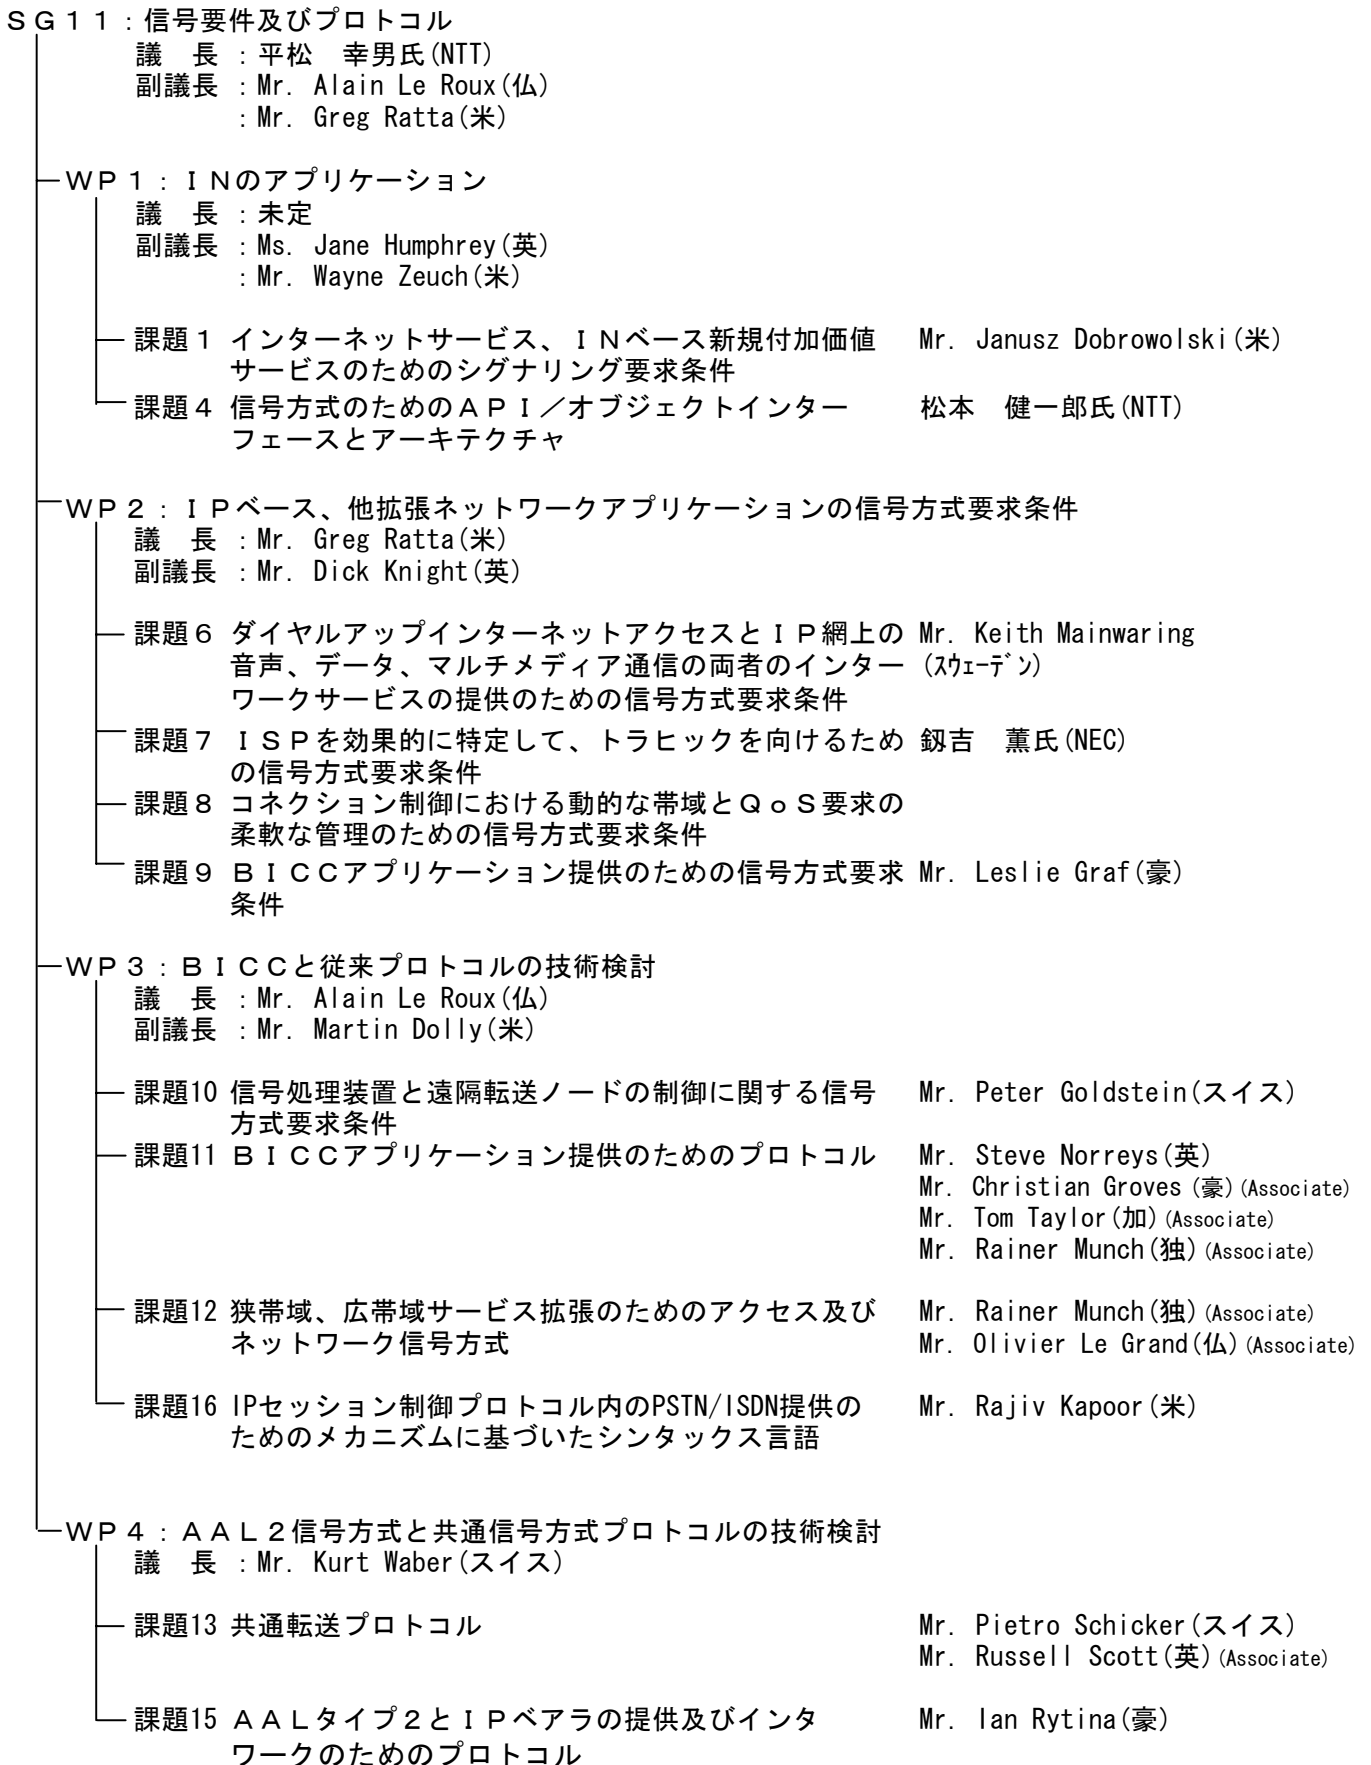 ＳＧ１１：信号要件及びプロトコル
議　長：平松　幸男氏(NTT)
副議長：Mr. Alain Le Roux(仏)
：Mr. Greg Ratta(米)
ＷＰ１：ＩＮのアプリケーション
議　長：未定
副議長：Ms. Jane Humphrey(英)
：Mr. Wayne Zeuch(米)
課題１ インターネットサービス、ＩＮベース新規付加価値 Mr. Janusz Dobrowolski(米)
サービスのためのシグナリング要求条件
課題４ 信号方式のためのＡＰＩ／オブジェクトインター 松本　健一郎氏(NTT)
フェースとアーキテクチャ
ＷＰ２：ＩＰベース、他拡張ネットワークアプリケーションの信号方式要求条件
議　長：Mr. Greg Ratta(米)
副議長：Mr. Dick Knight(英)
課題６ ダイヤルアップインターネットアクセスとＩＰ網上の Mr. Keith Mainwaring
音声、データ、マルチメディア通信の両者のインター (ｽｳｪｰﾃﾞﾝ)
ワークサービスの提供のための信号方式要求条件
課題７ ＩＳＰを効果的に特定して、トラヒックを向けるため 釼吉　薫氏(NEC)
の信号方式要求条件
課題８ コネクション制御における動的な帯域とＱｏＳ要求の
柔軟な管理のための信号方式要求条件
課題９ ＢＩＣＣアプリケーション提供のための信号方式要求 Mr. Leslie Graf(豪)
条件
ＷＰ３：ＢＩＣＣと従来プロトコルの技術検討
議　長：Mr. Alain Le Roux(仏)
副議長：Mr. Martin Dolly(米)
課題10 信号処理装置と遠隔転送ノードの制御に関する信号 Mr. Peter Goldstein(スイス)
方式要求条件
課題11 ＢＩＣＣアプリケーション提供のためのプロトコル Mr. Steve Norreys(英)
Mr. Christian Groves(豪)(Associate)
Mr. Tom Taylor(加)(Associate)
Mr. Rainer Munch(独)(Associate)
課題12 狭帯域、広帯域サービス拡張のためのアクセス及び Mr. Rainer Munch(独)(Associate)
ネットワーク信号方式 Mr. Olivier Le Grand(仏)(Associate)
課題16 IPセッション制御プロトコル内のPSTN/ISDN提供の Mr. Rajiv Kapoor(米)
ためのメカニズムに基づいたシンタックス言語
ＷＰ４：ＡＡＬ２信号方式と共通信号方式プロトコルの技術検討
議　長：Mr. Kurt Waber(スイス)
課題13 共通転送プロトコル Mr. Pietro Schicker(スイス)
Mr. Russell Scott(英)(Associate)
課題15 ＡＡＬタイプ２とＩＰベアラの提供及びインタ Mr. Ian Rytina(豪)
ワークのためのプロトコル